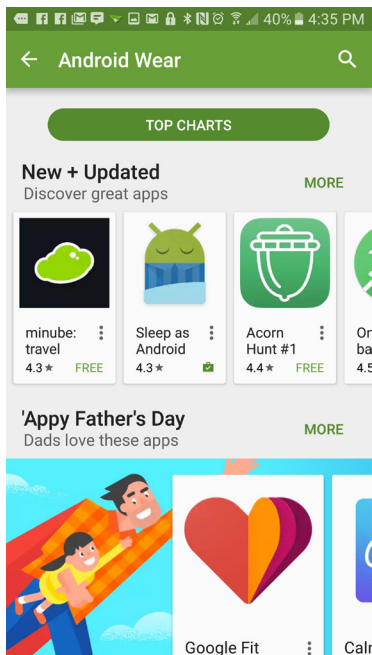 40% 4:35 PM
Android Wear
TOP CHARTS
New + Updated
MORE
Discover great apps
minube:
travel
4.3★ FREE
Sleep as
Android
4.3★
Acorn
Hunt #1
4.4★ FREE
4.5
'Appy Father's Day
MORE
Dads love these apps
Google Fit